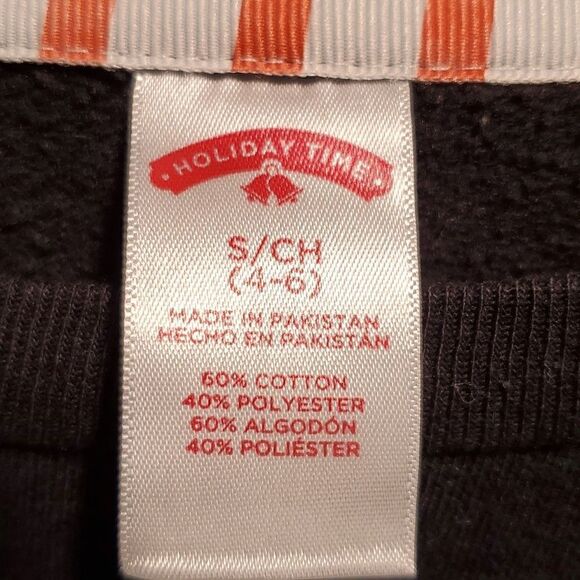 HOLIDAY TIME
S/CH
(4-6)
MADE IN PAKISTAN
HECHO EN PAKISTÁN
60% COTTON
40% POLYESTER
60% ALGODÓN
40% POLIÉSTER